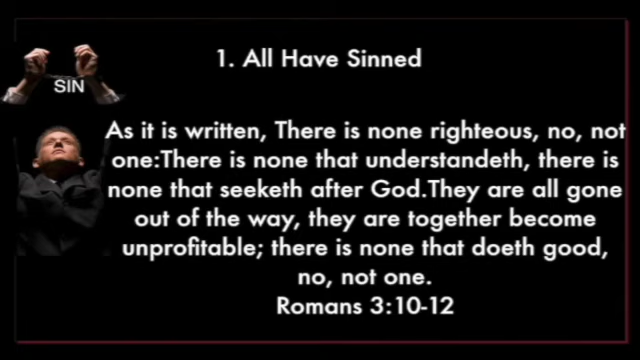 1. All Have Sinned
SIN
As it is written, There is none righteous, no, not
one:There is none that understandeth, there is
none that seeketh after God.They are all gone
out of the way, they are together become
unprofitable; there is none that doeth good,
no, not one.
Romans 3:10-12